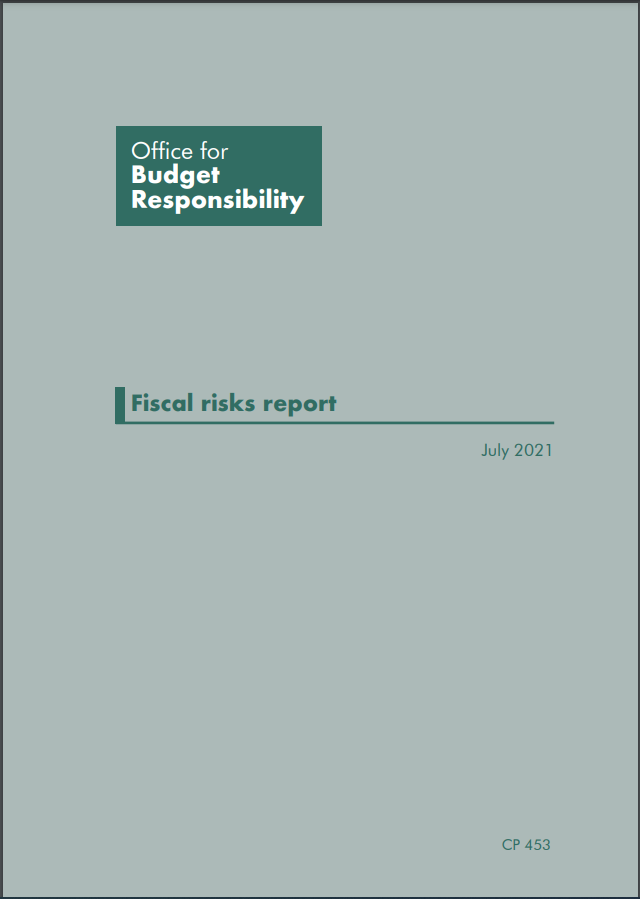 Office for
Budget
Responsibility
Fiscal risks report
July 2021
CP 453